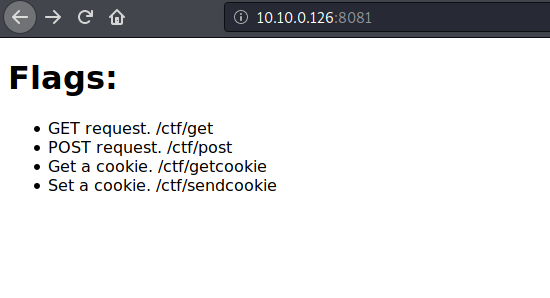 10.10.0.126:8081
Flags:
• GET request. /ctf/get
• POST request. /ctf/post
• Get a cookie. /ctf/getcookie
• Set a cookie. /ctf/sendcookie